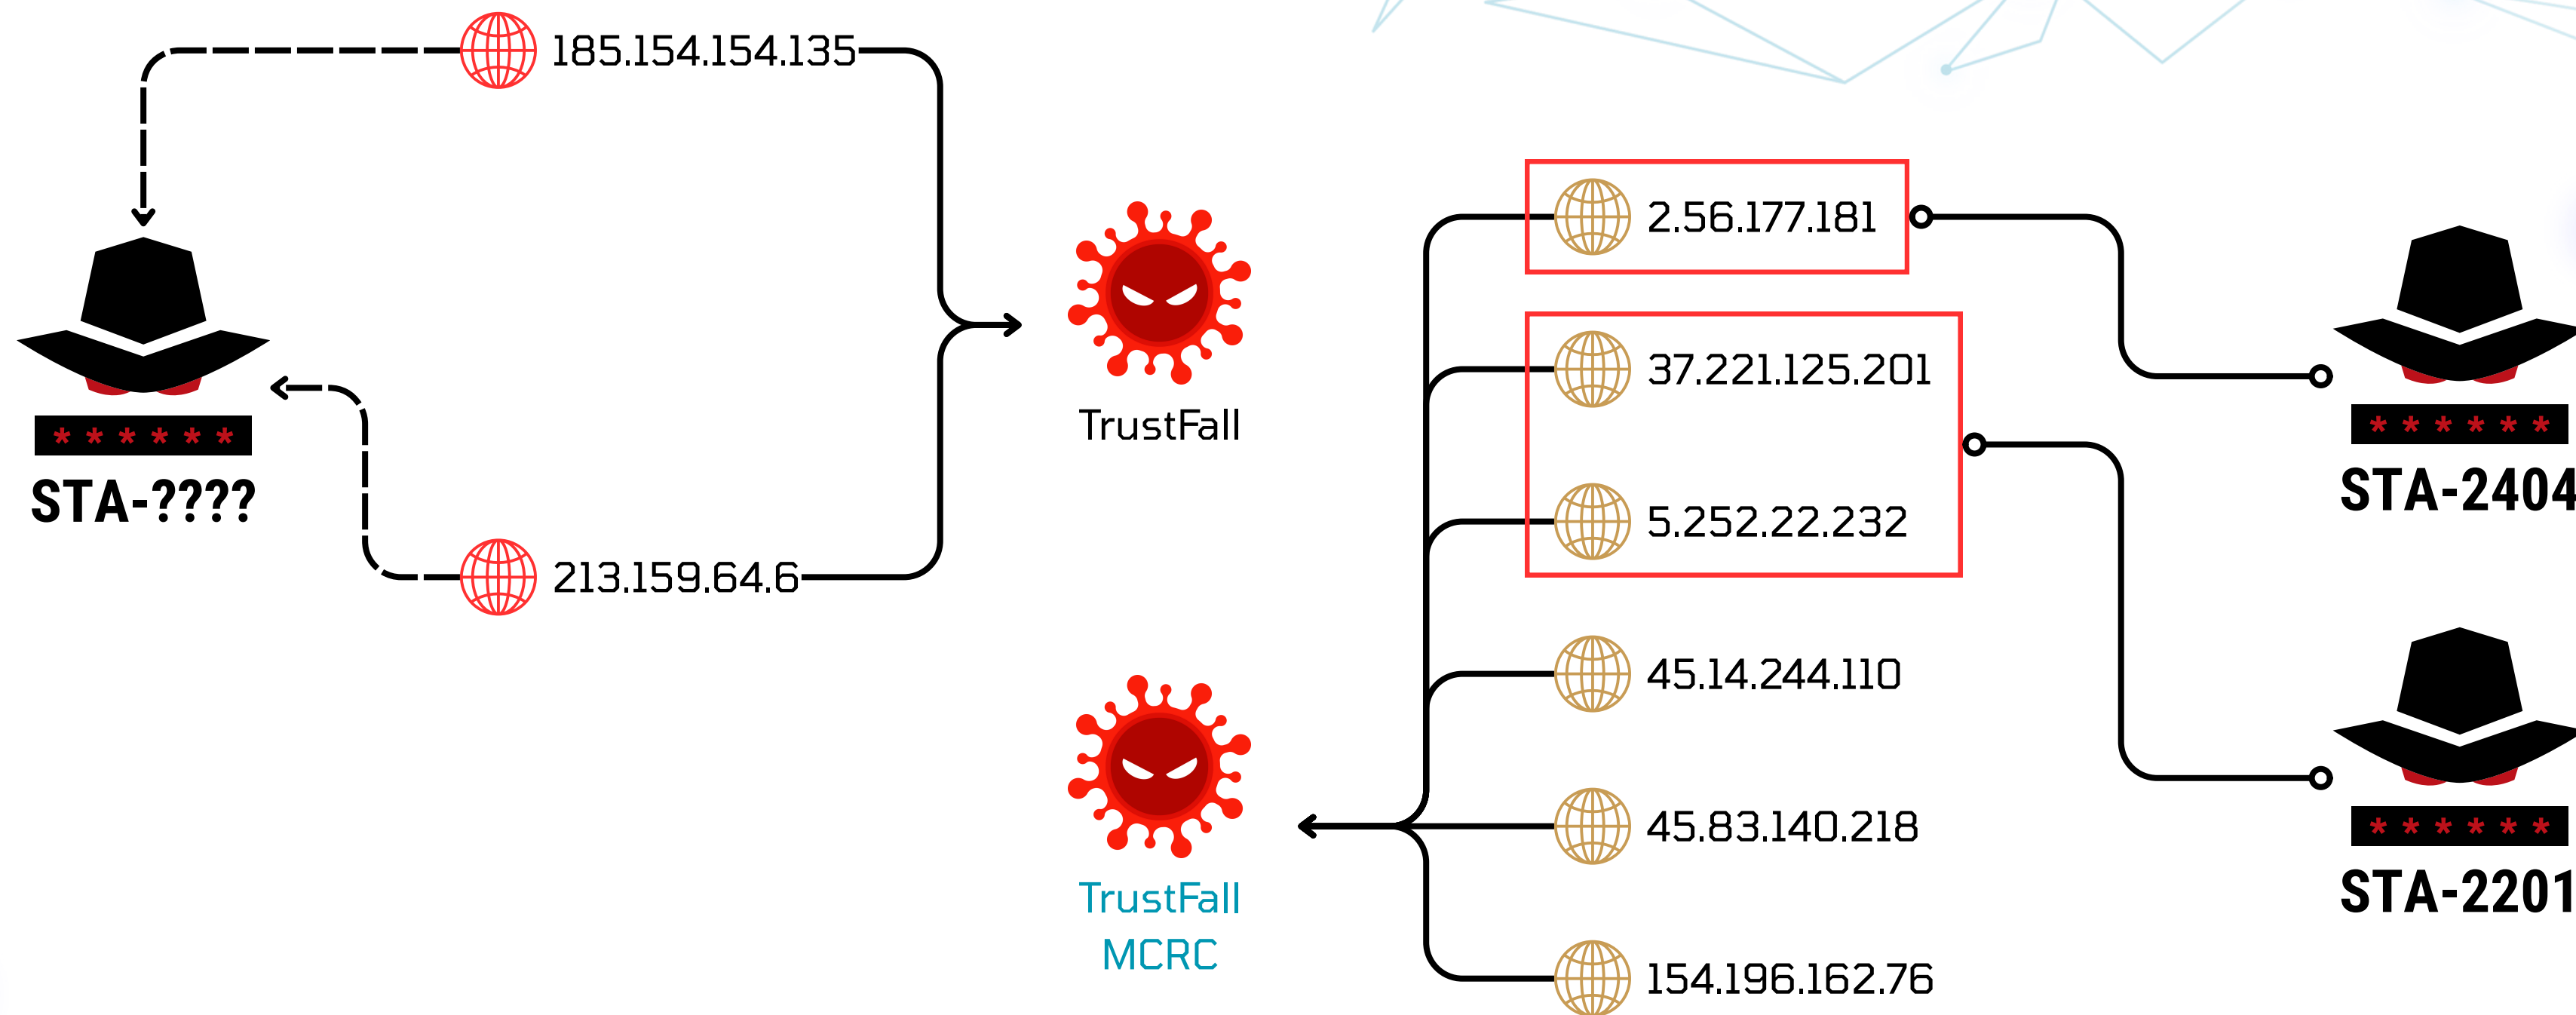 185.154.154.135
* * * * * *
STA-????
213.159.64.6
TrustFall
TrustFall
MCRC
2.56.177.181
37.221.125.201
5.252.22.232
45.14.244.110
45.83.140.218
154.196.162.76
* * * * * *
STA-2404
* * * * * *
STA-2201